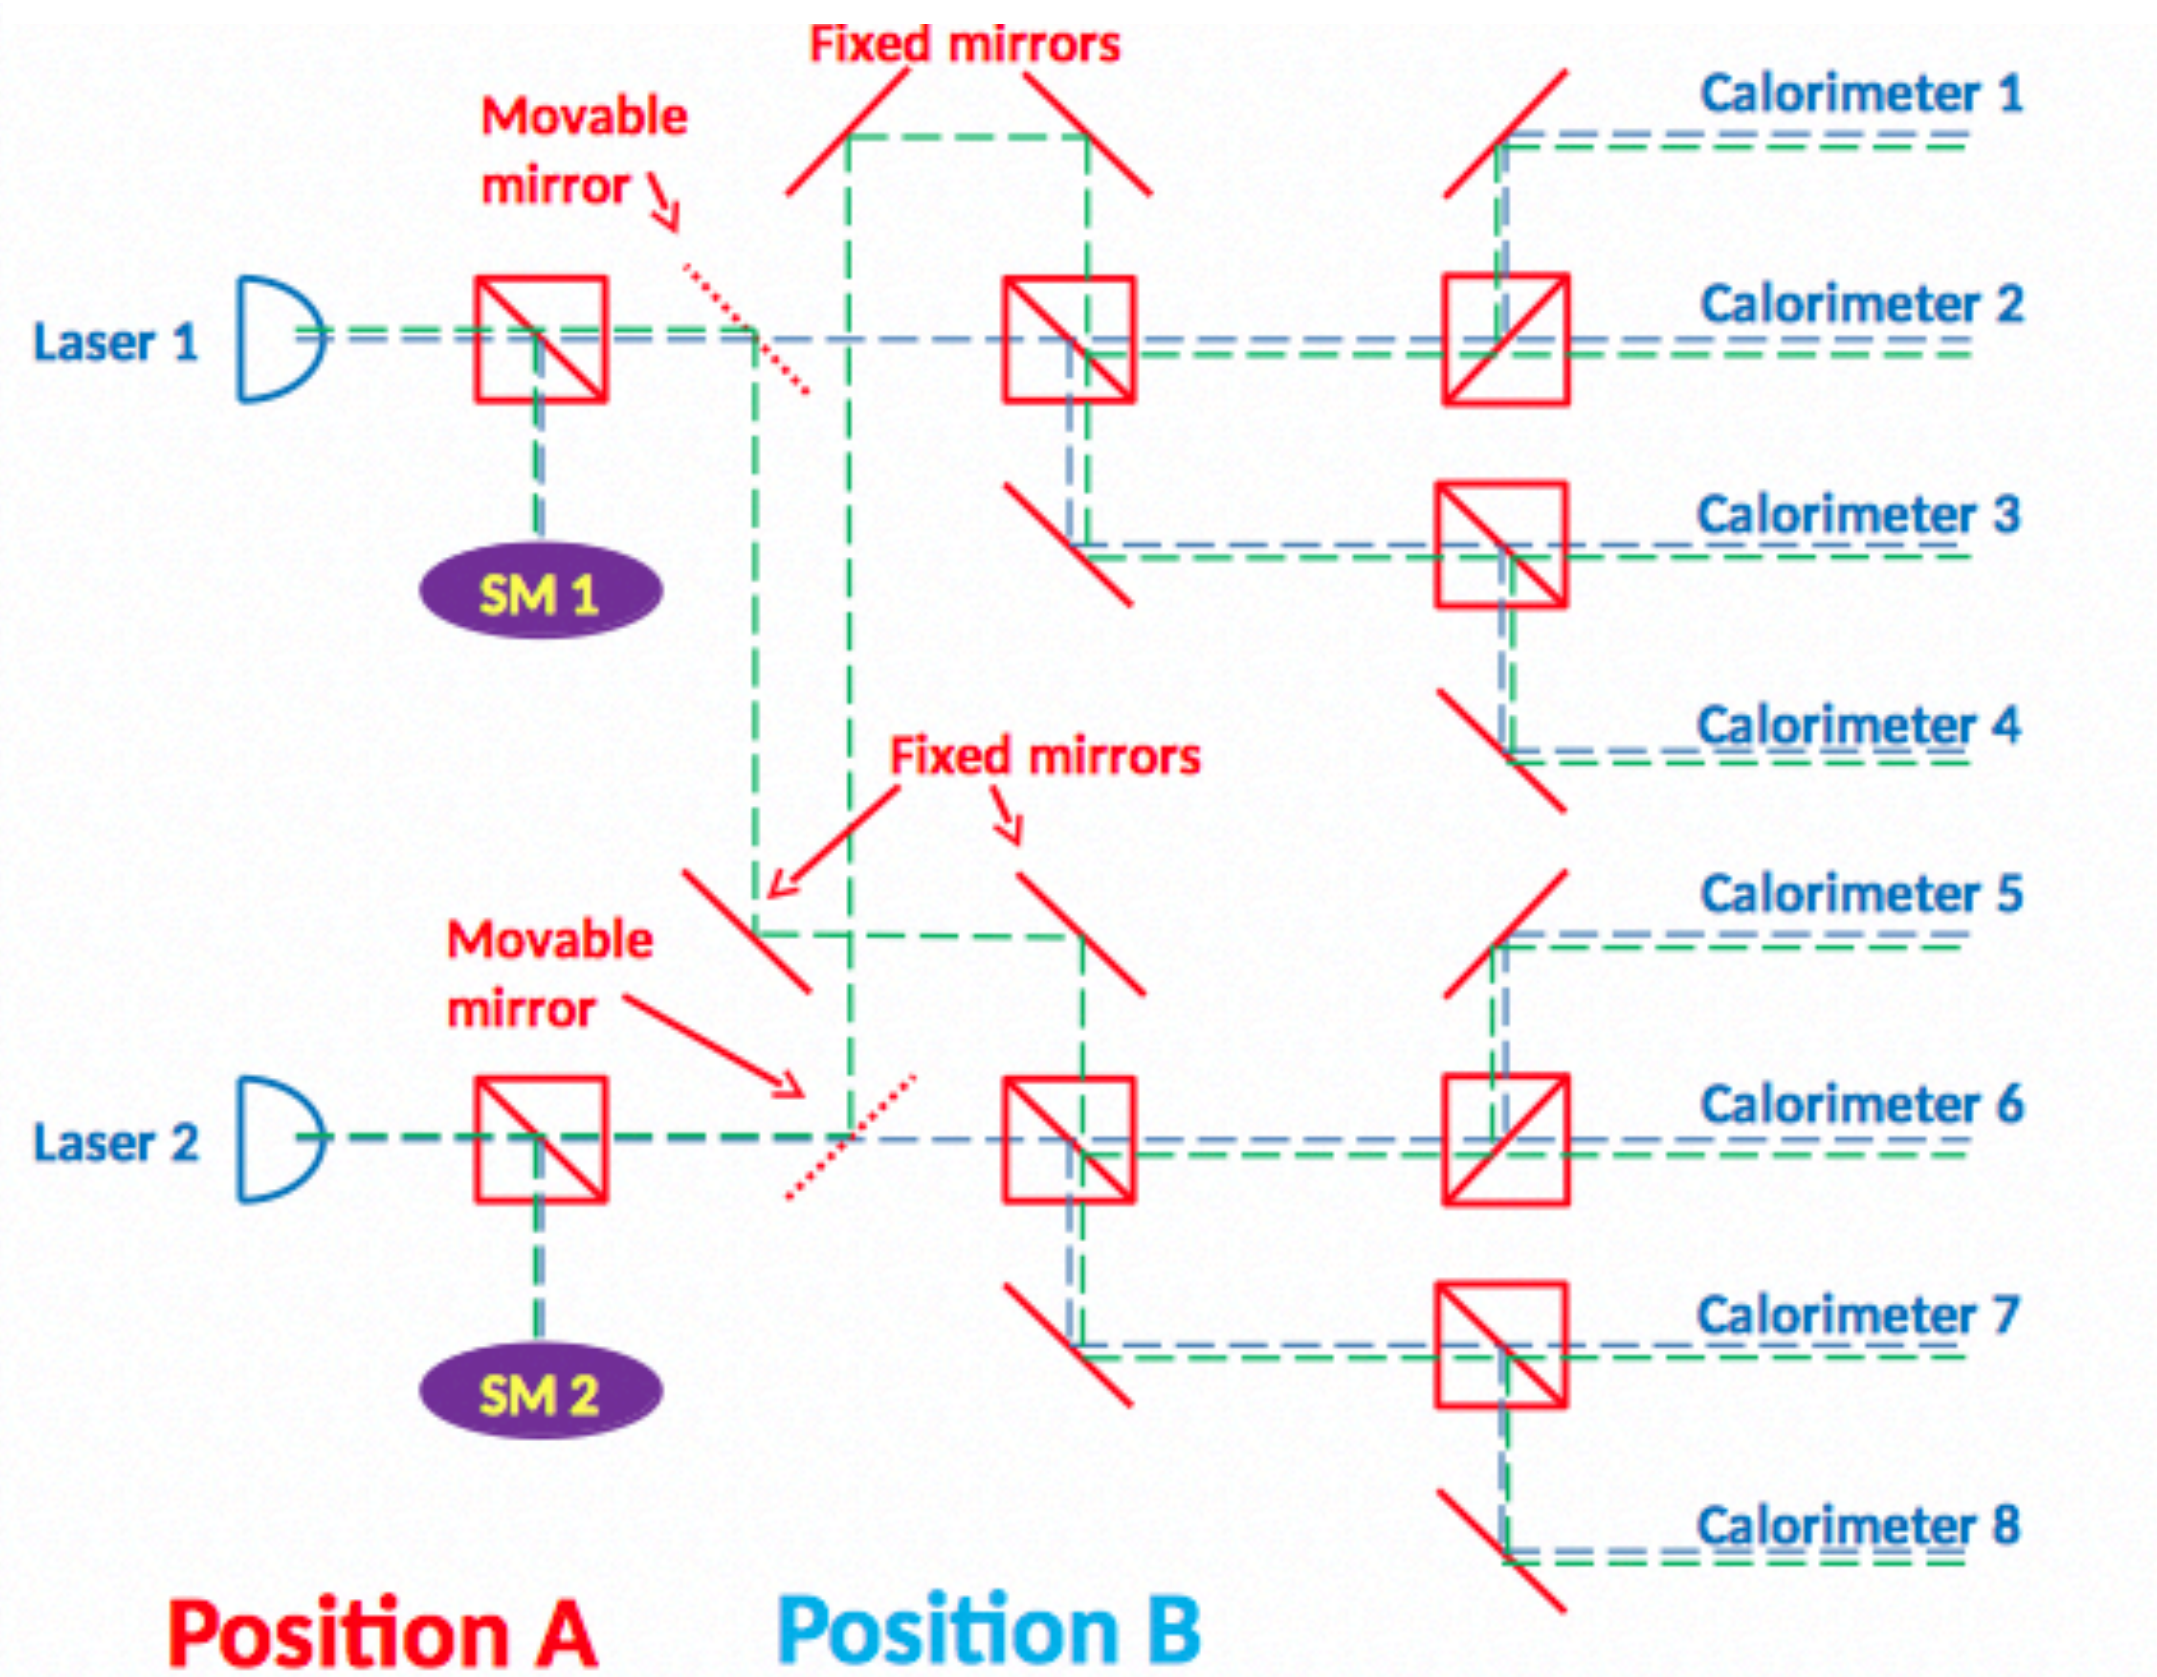 Fixed mirrors
Movable
mirror
Calorimeter 1
Calorimeter 2
Laser 1
Calorimeter 3
SM 1
Calorimeter 4
Fixed mirrors
Calorimeter 5
Movable
mirror
Calorimeter 6
Laser 2
Calorimeter 7
SM 2
Calorimeter 8
Position A
Position B